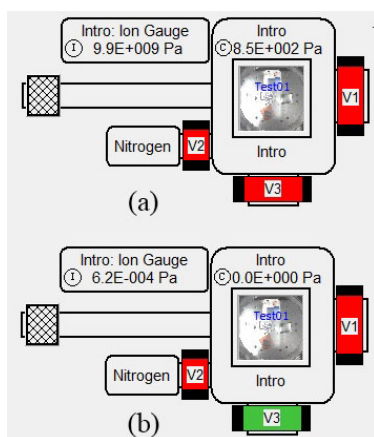 Intro: Ion Gauge
I 9.9E+009 Pa
Intro
C 8.5E+002 Pa
Test01
V1
Nitrogen
V2
Intro
V3
(a)
Intro: Ion Gauge
I 6.2E-004 Pa
Intro
C 0.0E+000 Pa
Test01
V1
Nitrogen
V2
Intro
V3
(b)